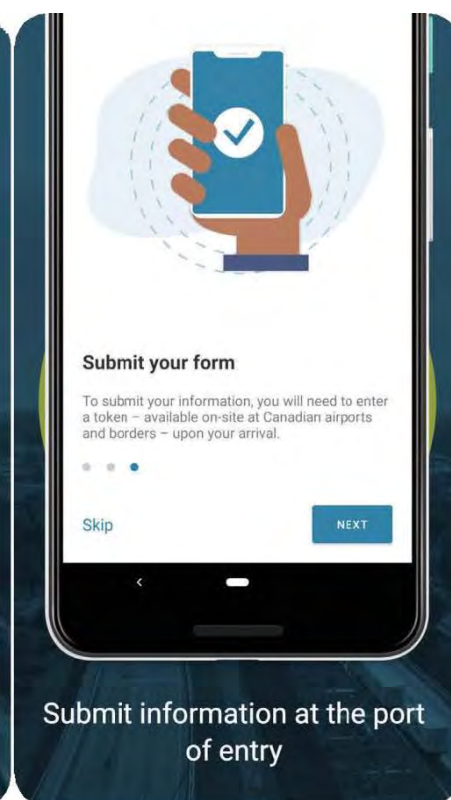 Submit your form
To submit your information, you will need to enter
a token – available on-site at Canadian airports
and borders – upon your arrival.
Skip
NEXT
Submit information at the port
of entry